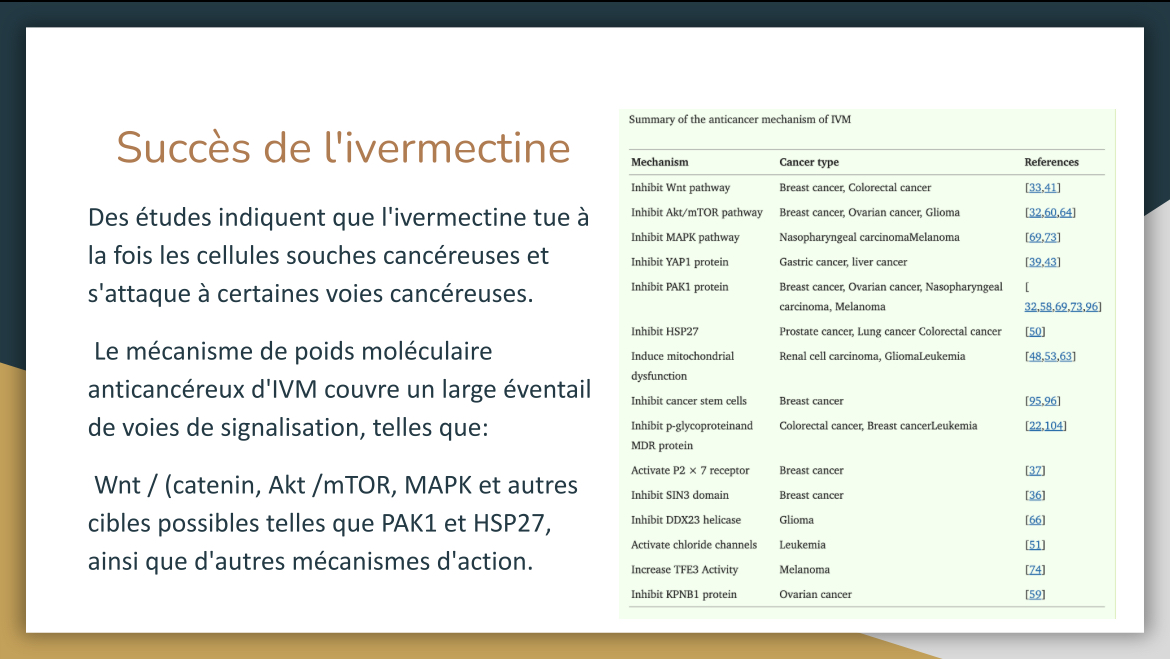 Succès de l'ivermectine
Des études indiquent que l'ivermectine tue à
la fois les cellules souches cancéreuses et
s'attaque à certaines voies cancéreuses.
Le mécanisme de poids moléculaire
anticancéreux d'IVM couvre un large éventail
de voies de signalisation, telles que:
Wnt / (catenin, Akt /mTOR, MAPK et autres
cibles possibles telles que PAK1 et HSP27,
ainsi que d'autres mécanismes d'action.
Summary of the anticancer mechanism of IVM
Mechanism Cancer type References
Inhibit Wnt pathway Breast cancer, Colorectal cancer [33,41]
Inhibit Akt/mTOR pathway Breast cancer, Ovarian cancer, Glioma [32,60,64]
Inhibit MAPK pathway Nasopharyngeal carcinomaMelanoma [69,73]
Inhibit YAP1 protein Gastric cancer, liver cancer [39,43]
Inhibit PAK1 protein Breast cancer, Ovarian cancer, Nasopharyngeal [
carcinoma, Melanoma 32,58,69,73,96]
Inhibit HSP27 Prostate cancer, Lung cancer Colorectal cancer [50]
Induce mitochondrial Renal cell carcinoma, GliomaLeukemia [48,53,63]
dysfunction
Inhibit cancer stem cells Breast cancer [95,96]
Inhibit p-glycoproteinand Colorectal cancer, Breast cancerLeukemia [22,104]
MDR protein
Activate P2 × 7 receptor Breast cancer [37]
Inhibit SIN3 domain Breast cancer [36]
Inhibit DDX23 helicase Glioma [66]
Activate chloride channels Leukemia [51]
Increase TFE3 Activity Melanoma [74]
Inhibit KPNB1 protein Ovarian cancer [59]